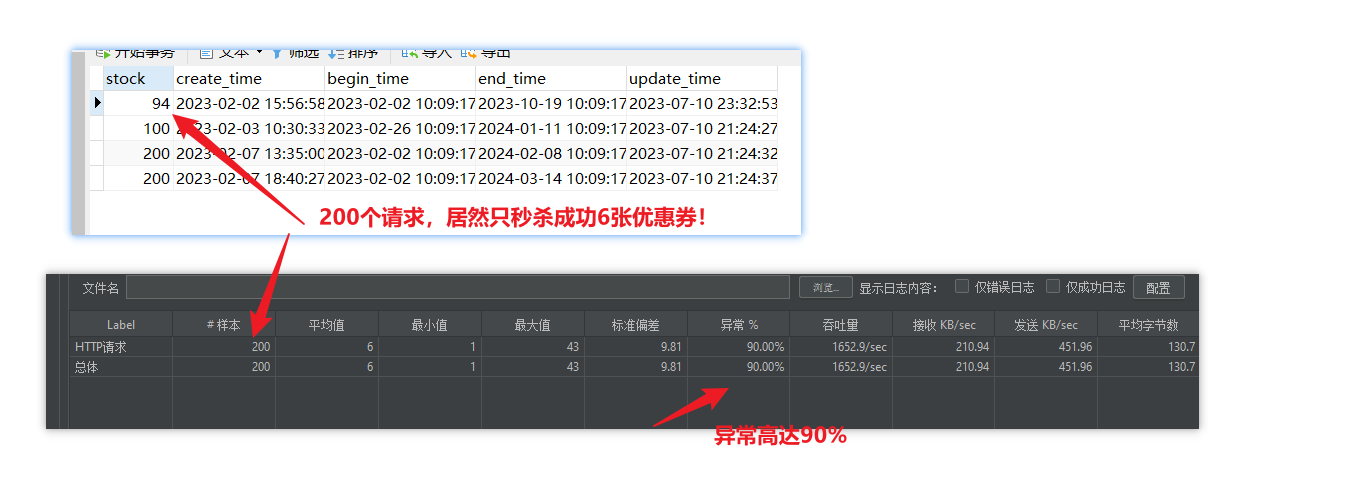 开始事务 文本 筛选 排序 导入 导出
stock create_time begin_time end_time update_time
94 2023-02-02 15:56:58 2023-02-02 10:09:17 2023-10-19 10:09:17 2023-07-10 23:32:53
100 2023-02-03 10:30:33 2023-02-26 10:09:17 2024-01-11 10:09:17 2023-07-10 21:24:27
200 2023-02-07 13:35:00 2023-02-02 10:09:17 2024-02-08 10:09:17 2023-07-10 21:24:32
200 2023-02-07 18:40:27 2023-02-02 10:09:17 2024-03-14 10:09:17 2023-07-10 21:24:37
200个请求，居然只秒杀成功6张优惠券！
文件名 浏览... 显示日志内容： 仅错误日志 仅成功日志 配置
Label # 样本 平均值 最小值 最大值 标准偏差 异常 % 吞吐量 接收 KB/sec 发送 KB/sec 平均字节数
HTTP请求 200 6 1 43 9.81 90.00% 1652.9/sec 210.94 451.96 130.7
总体 200 6 1 43 9.81 90.00% 1652.9/sec 210.94 451.96 130.7
异常高达90%